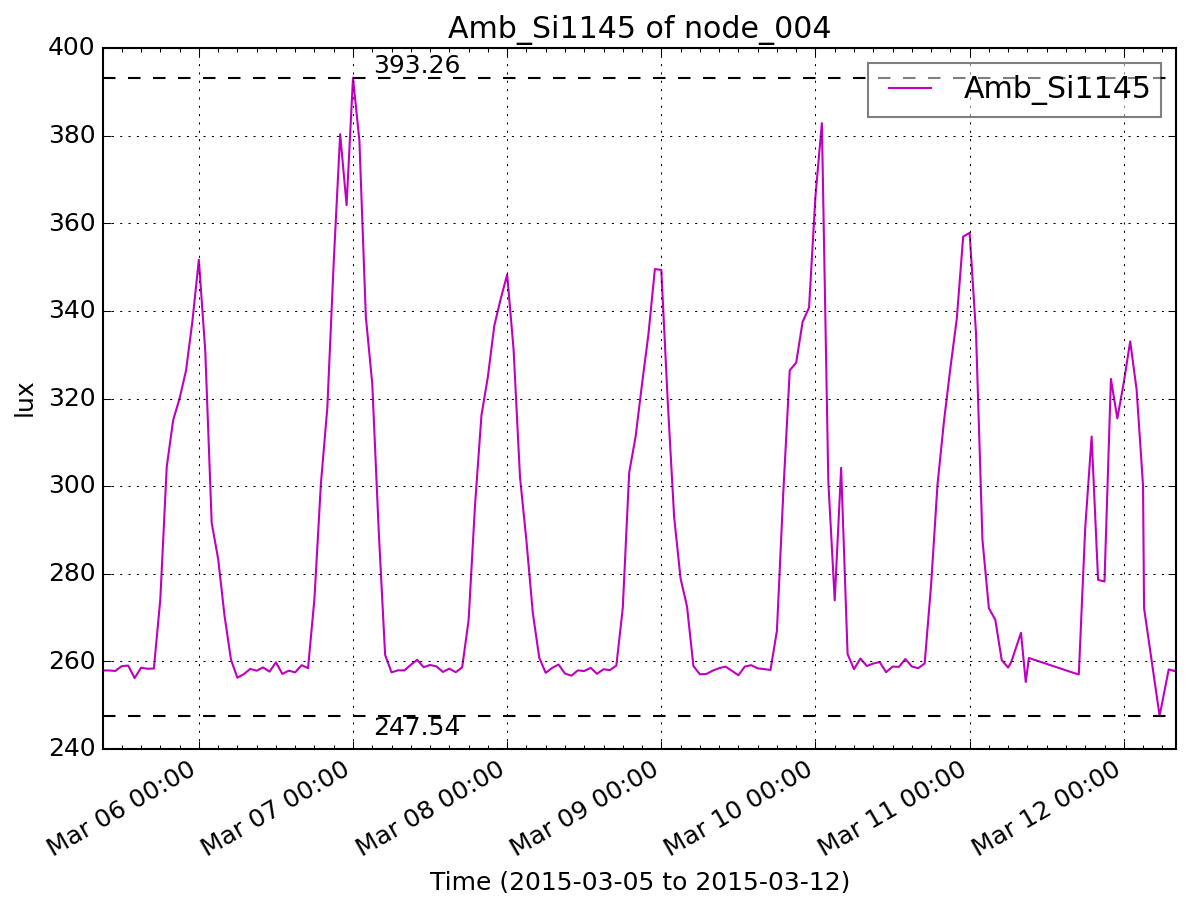 Amb_Si1145 of node_004
400
393.26
Amb_Si1145
380
360
340
lux
320
300
280
260
247.54
240
Mar 06 00:00
Mar 07 00:00
Mar 08 00:00
Mar 09 00:00
Mar 10 00:00
Mar 11 00:00
Mar 12 00:00
Time (2015-03-05 to 2015-03-12)